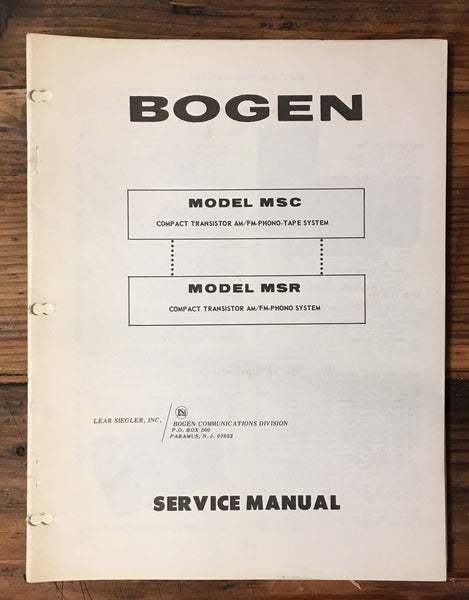 BOGEN
MODEL MSC
COMPACT TRANSISTOR AM/FM-PHONO-TAPE SYSTEM
MODEL MSR
COMPACT TRANSISTOR AM/FM-PHONO SYSTEM
LEAR SIEGLER, INC.
BOGEN COMMUNICATIONS DIVISION
P.O. BOX 500
PARAMUS, N.J. 07652
SERVICE MANUAL